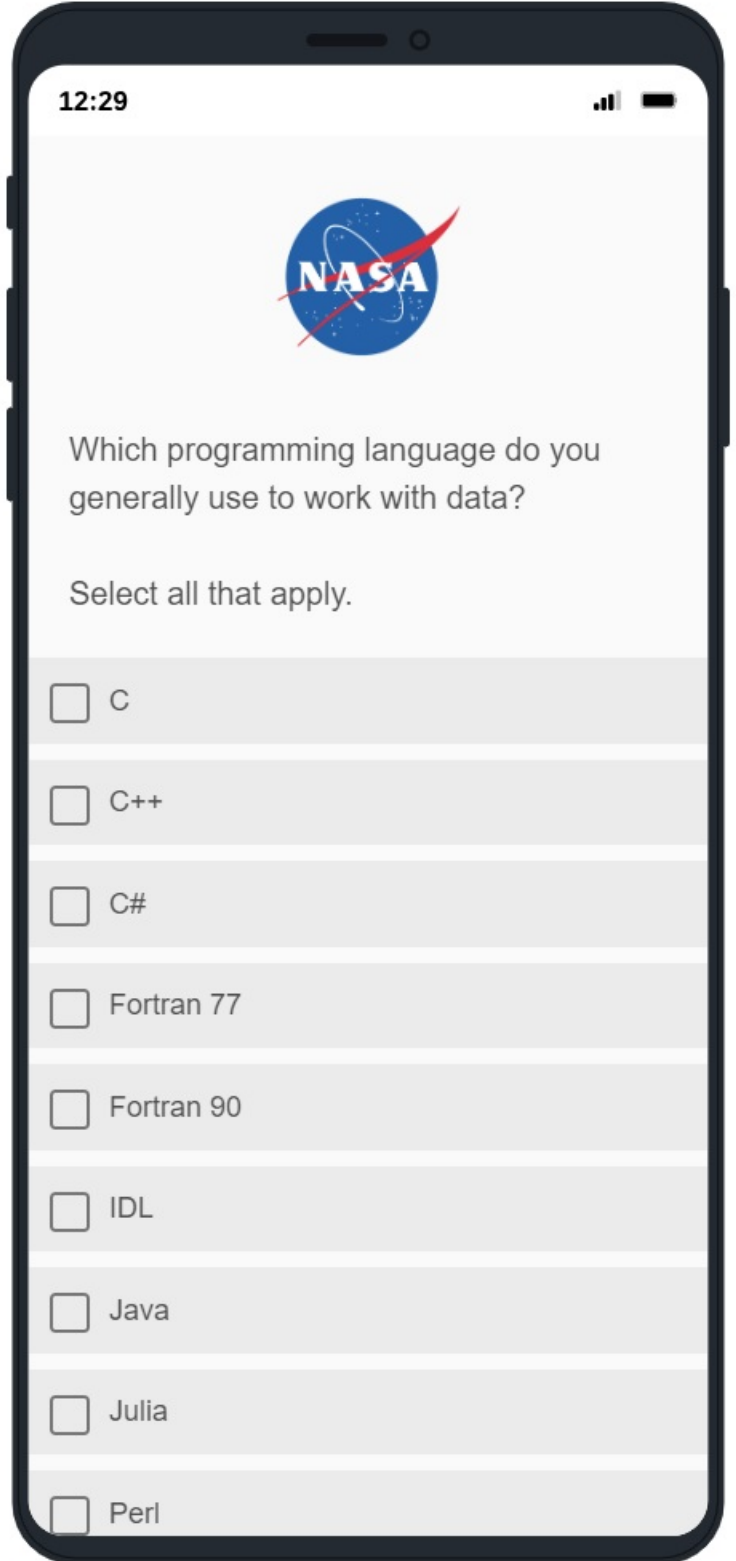 12:29
NASA
Which programming language do you
generally use to work with data?
Select all that apply.
C
C++
C#
Fortran 77
Fortran 90
IDL
Java
Julia
Perl